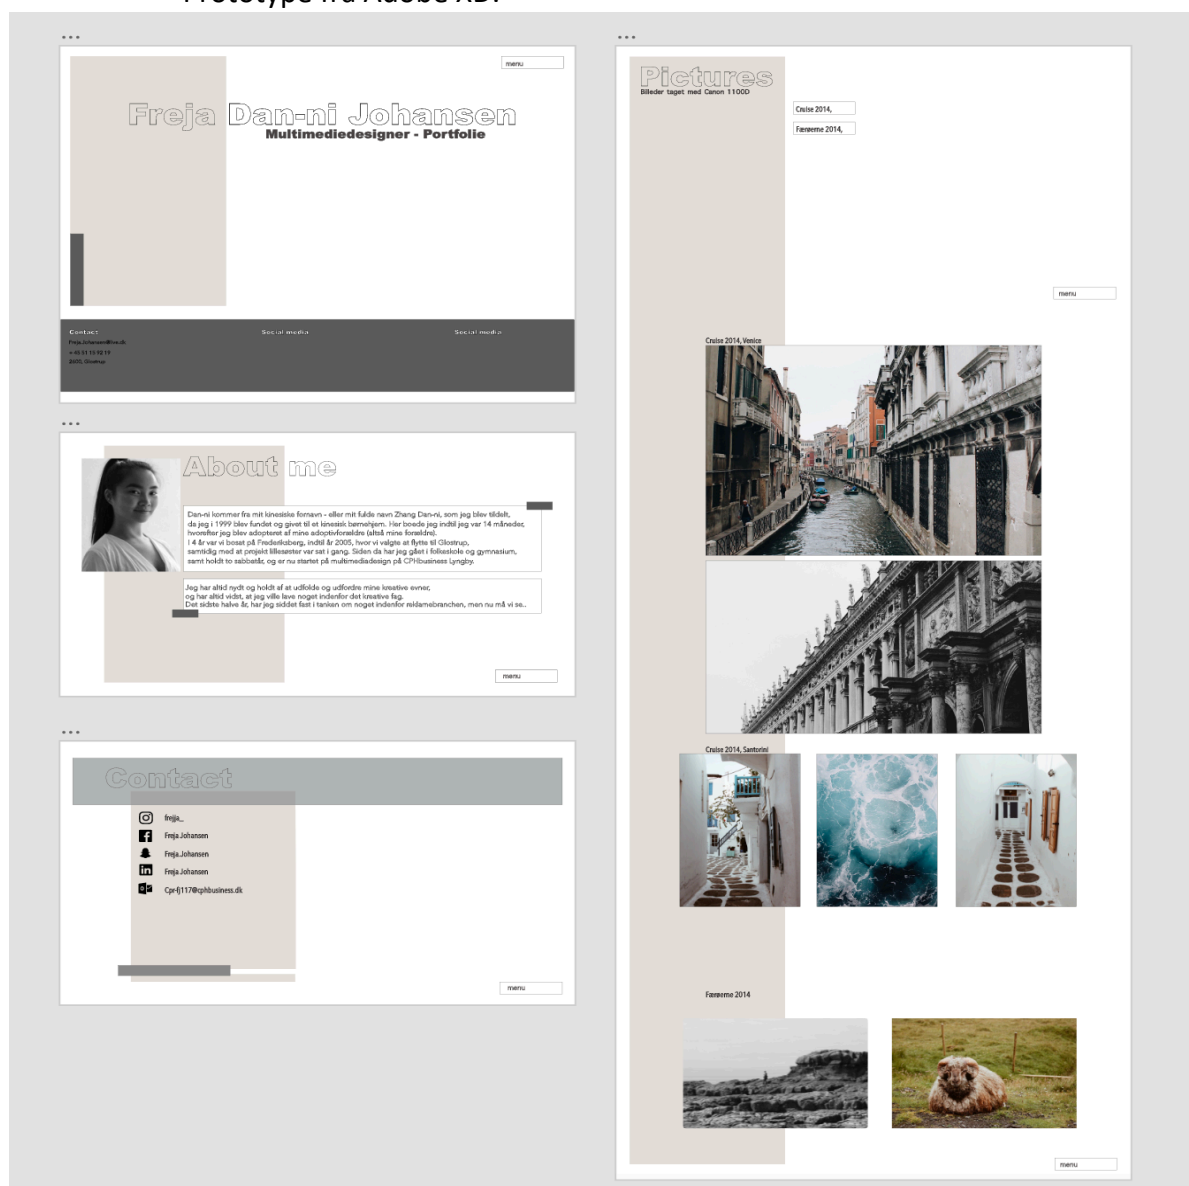 Prototype fra Adobe XD:
menu
Freja Dan-ni Johansen
Multimediedesigner - Portfolie
Contact
Social media
Social media
Freja.Johansen@live.dk
2600, Glostrup
About me
Dan-ni kommer fra mit kinesiske fornavn - eller mit fulde navn Zhang Dan-ni, som jeg blev tildelt,
da jeg i 1999 blev fundet og givet til et kinesisk børnehjem. Her boede jeg indtil jeg var 14 måneder,
hvorefter jeg blev adopteret af mine adoptivforældre (altså mine forældre).
I 4 år var vi bosat på Frederiksberg, indtil år 2005, hvor vi valgte at flytte til Glostrup,
samtidig med at projekt lillesøster var sat i gang. Siden da har jeg gået i folkeskole og gymnasium,
samt holdt to sabbatår, og er nu startet på multimediadesign på CPHbusiness Lyngby.
Jeg har altid nydt og holdt af at udfolde og udfordre mine kreative evner,
og har altid vidst, at jeg ville lave noget indenfor det kreative fag.
Det sidste halve år, har jeg siddet fast i tanken om noget indenfor reklamebranchen, men nu må vi se..
menu
Contact
frejja_
Freja Johansen
Freja.Johansen
Freja Johansen
Cpr-fj117@cphbusiness.dk
menu
Pictures
Billeder taget med Canon 1100D
Cruise 2014,
Færøerne 2014,
menu
Cruise 2014, Venice
Cruise 2014, Santorini
Færøerne 2014
menu